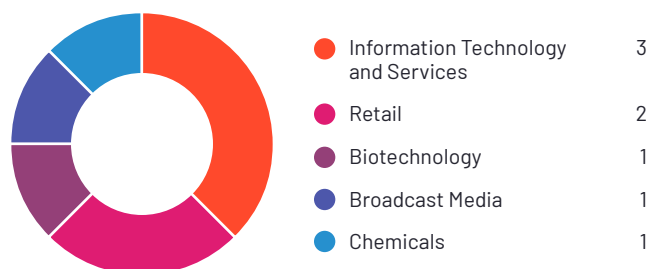 Information Technology 3
and Services
Retail 2
Biotechnology 1
Broadcast Media 1
Chemicals 1